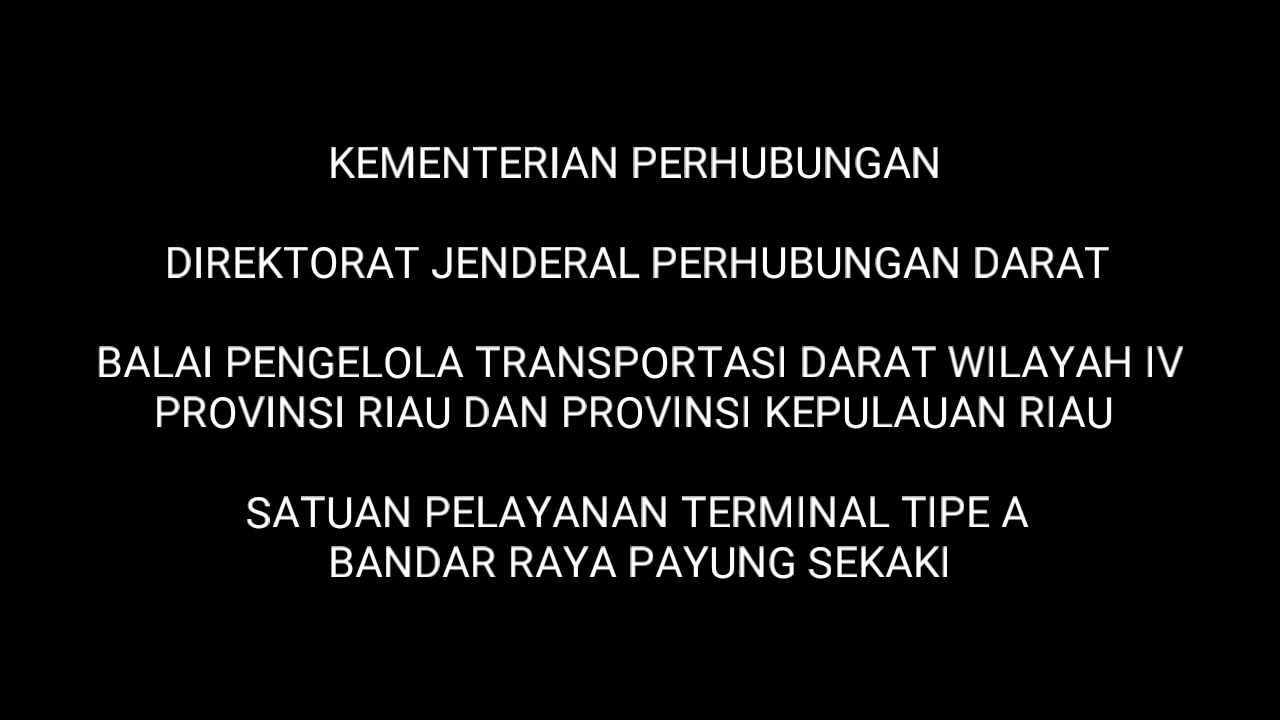 KEMENTERIAN PERHUBUNGAN
DIREKTORAT JENDERAL PERHUBUNGAN DARAT
BALAI PENGELOLA TRANSPORTASI DARAT WILAYAH IV
PROVINSI RIAU DAN PROVINSI KEPULAUAN RIAU
SATUAN PELAYANAN TERMINAL TIPE A
BANDAR RAYA PAYUNG SEKAKI